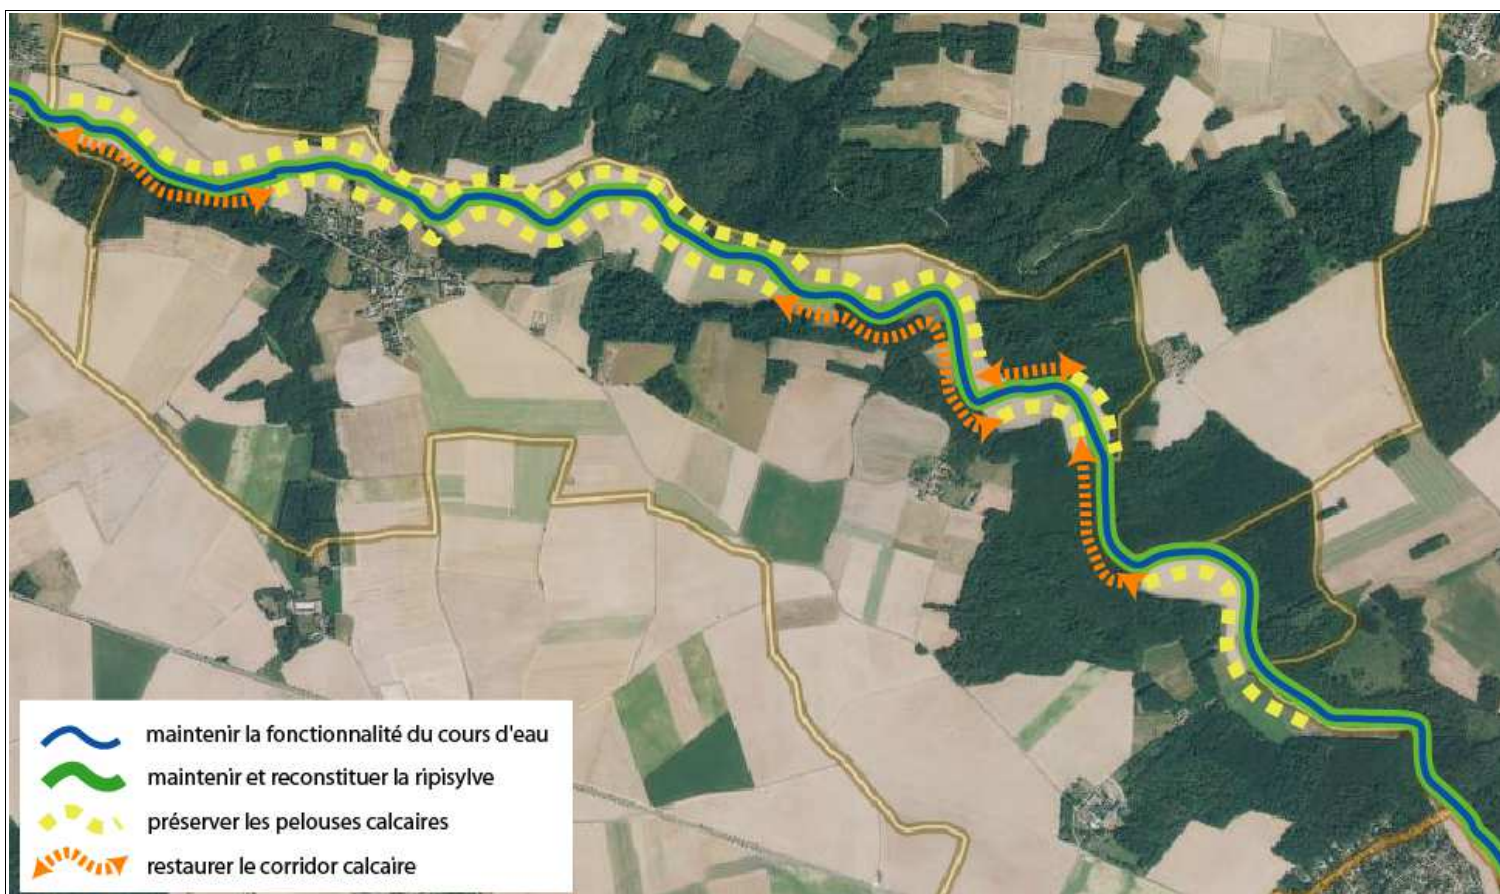 maintenir la fonctionnalité du cours d'eau
maintenir et reconstituer la ripisylve
préserver les pelouses calcaires
restaurer le corridor calcaire